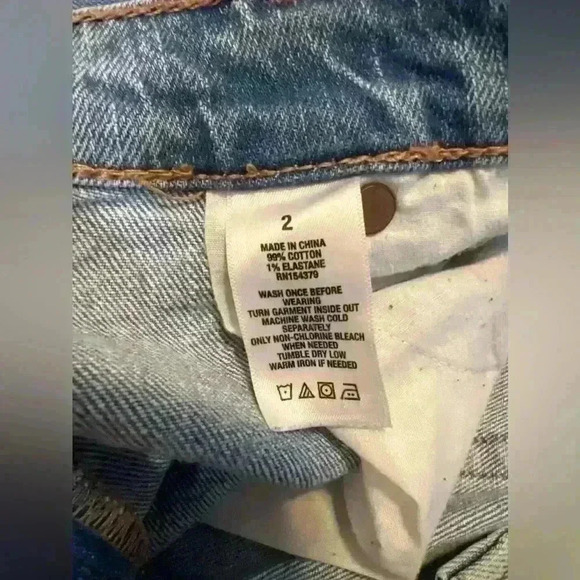 2
MADE IN CHINA
99% COTTON
1% ELASTANE
RN154379
WASH ONCE BEFORE
WEARING
TURN GARMENT INSIDE OUT
MACHINE WASH COLD
SEPARATELY
ONLY NON-CHLORINE BLEACH
WHEN NEEDED
TUMBLE DRY LOW
WARM IRON IF NEEDED